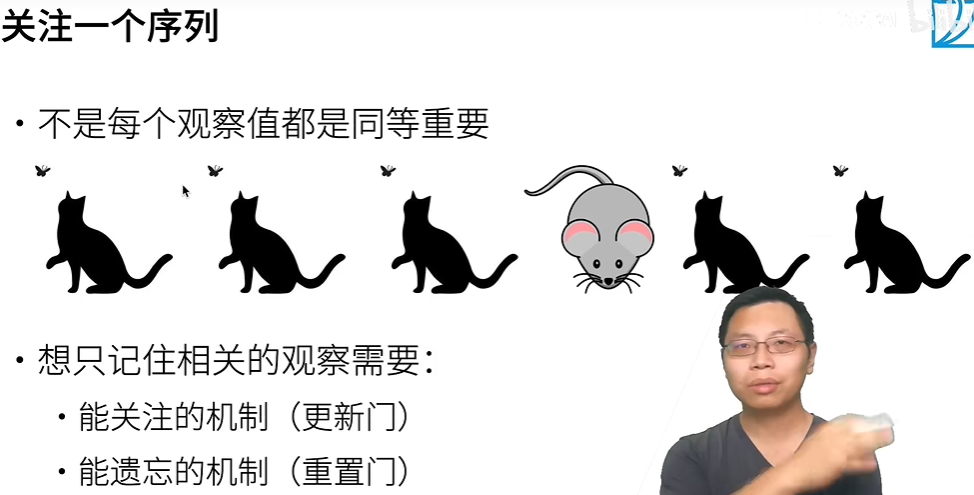 关注一个序列
• 不是每个观察值都是同等重要
• 想只记住相关的观察需要：
• 能关注的机制（更新门）
• 能遗忘的机制（重置门）